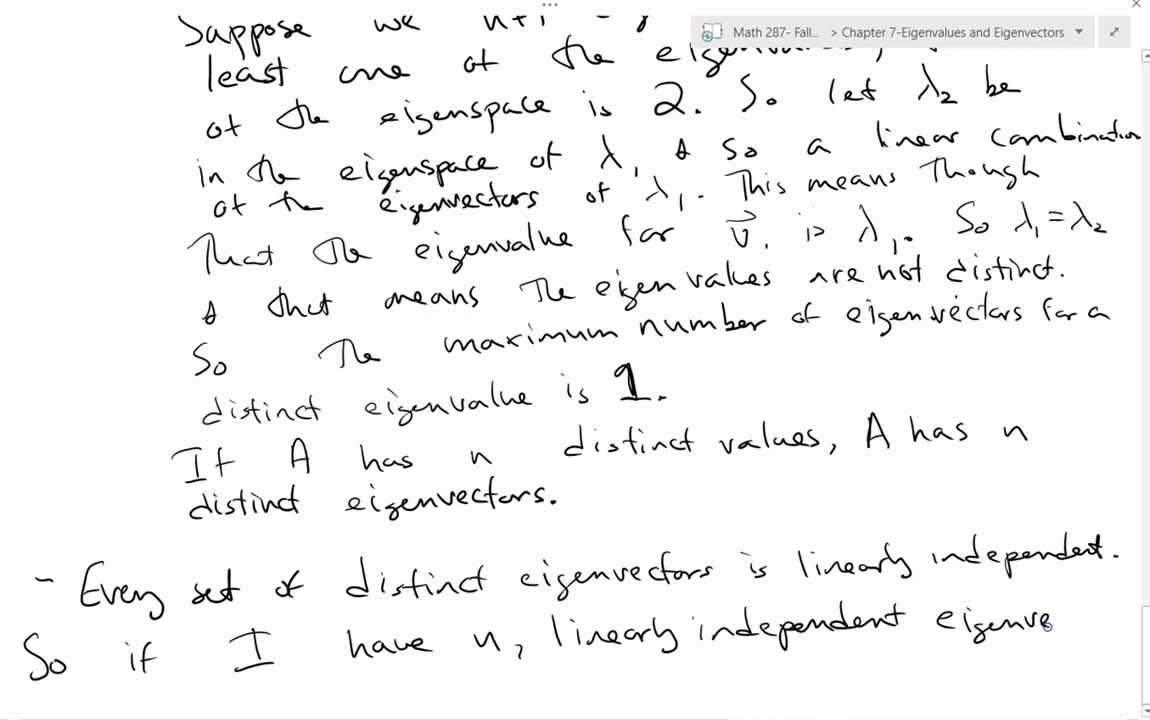 Math 287- Fall... > Chapter 7-Eigenvalues and Eigenvectors
Suppose we n+1
least one of the
of the eigenspace is 2. So let λ₂ be
in the eigenspace of λ₁ & so a linear combination
of the eigenvectors of λ₁. This means Though
That the eigenvalue for v⃗₁ is λ₁. So λ₁=λ₂
& that means The eigenvalues are not distinct.
So The maximum number of eigenvectors for a
distinct eigenvalue is 1.
If A has n distinct values, A has n
distinct eigenvectors.
- Every set of distinct eigenvectors is linearly independent.
So if I have n, linearly independent eigenve